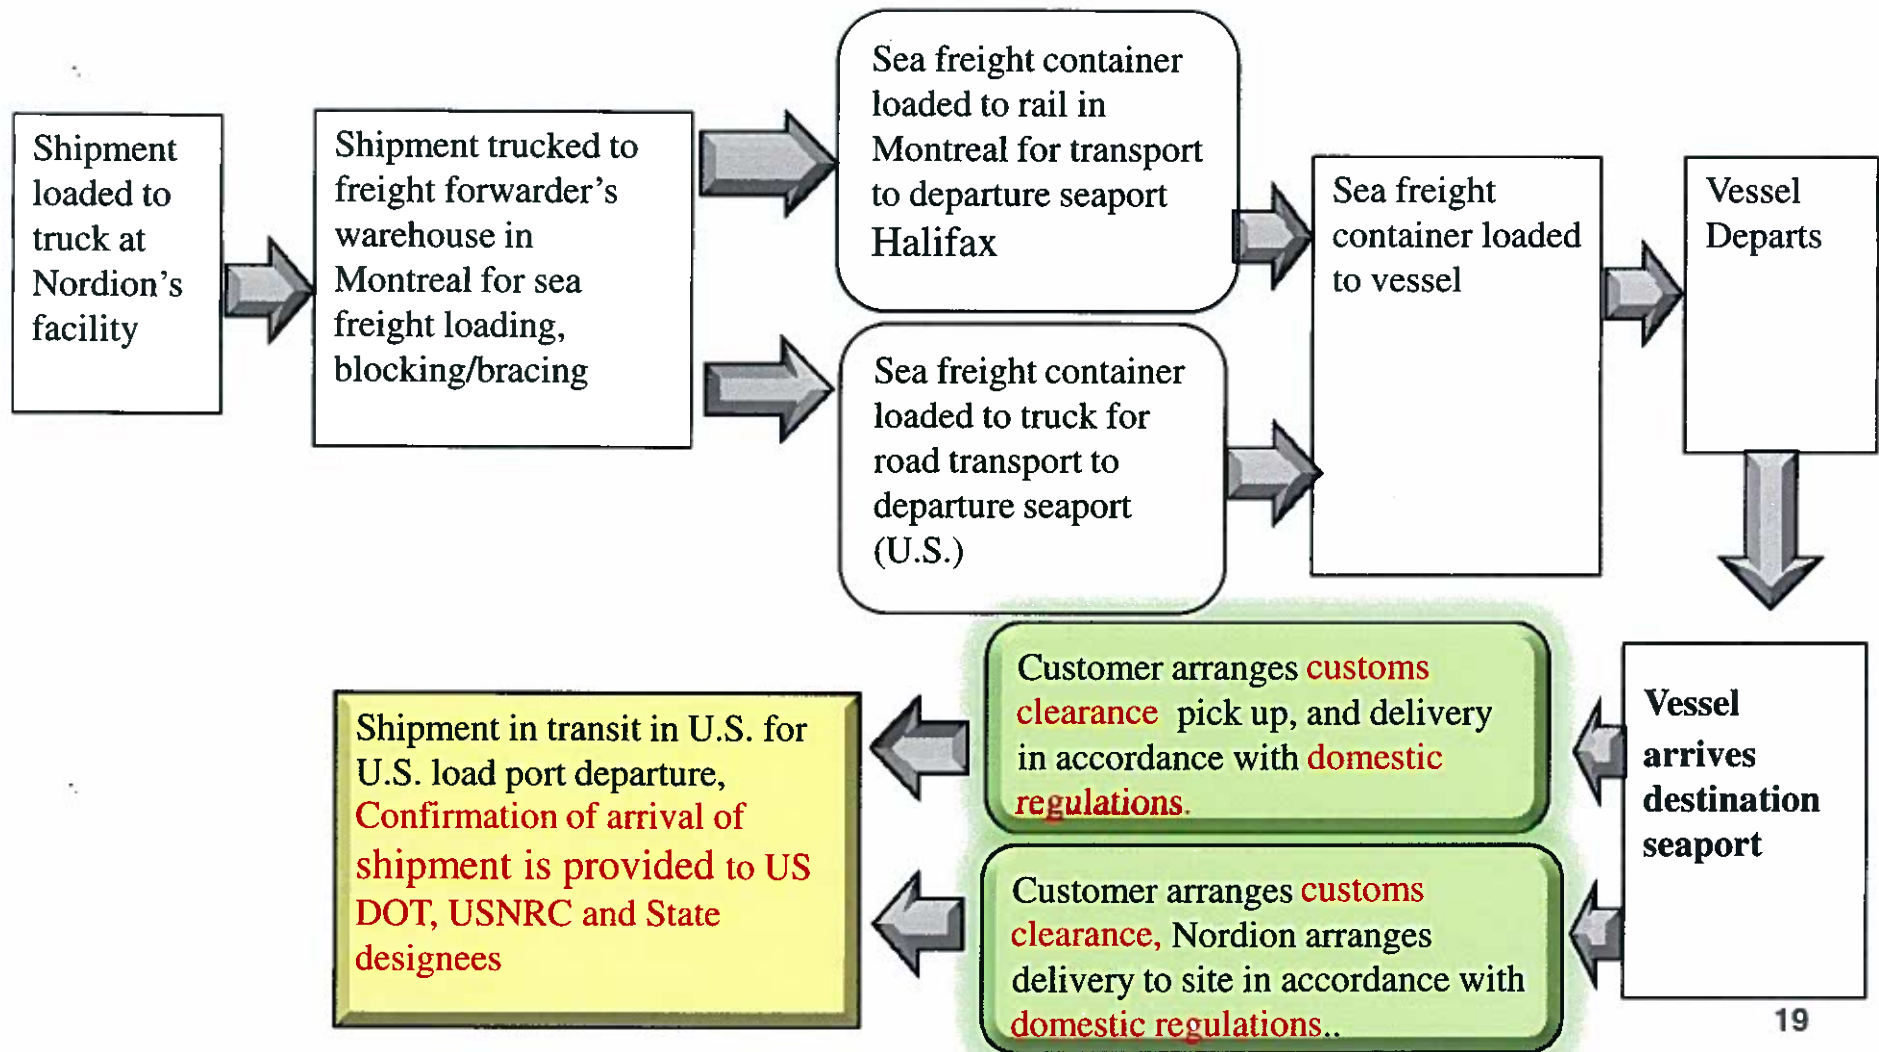 Shipment
loaded to
truck at
Nordion's
facility
Shipment trucked to
freight forwarder's
warehouse in
Montreal for sea
freight loading,
blocking/bracing
Sea freight container
loaded to rail in
Montreal for transport
to departure seaport
Halifax
Sea freight container
loaded to truck for
road transport to
departure seaport
(U.S.)
Sea freight
container loaded
to vessel
Vessel
Departs
Vessel
arrives
destination
seaport
Customer arranges customs
clearance pick up, and delivery
in accordance with domestic
regulations.
Customer arranges customs
clearance, Nordion arranges
delivery to site in accordance with
domestic regulations..
Shipment in transit in U.S. for
U.S. load port departure,
Confirmation of arrival of
shipment is provided to US
DOT, USNRC and State
designees
19